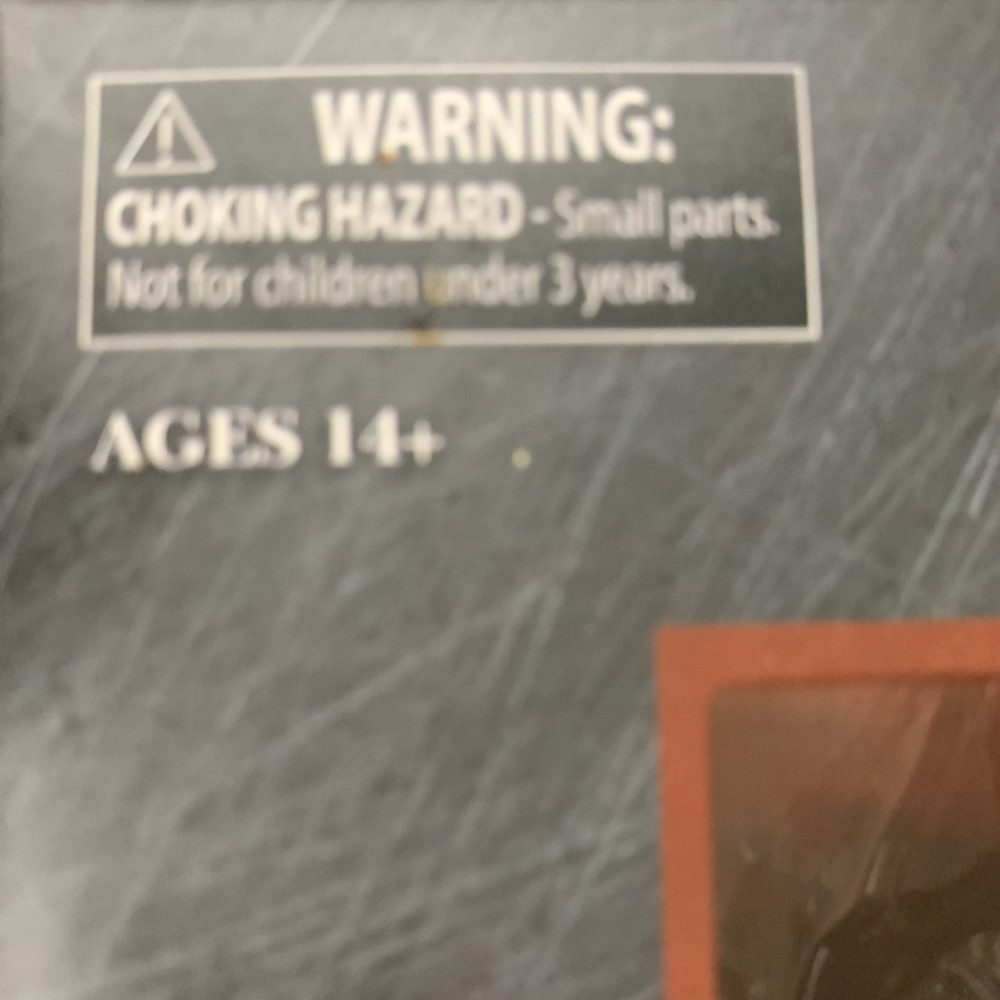 WARNING:
CHOKING HAZARD - Small parts.
Not for children under 3 years.
AGES 14+